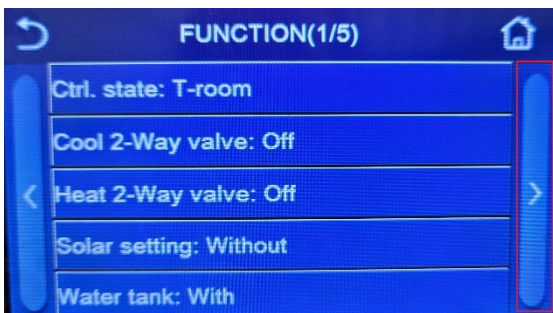 FUNCTION(1/5)
Ctrl. state: T-room
Cool 2-Way valve: Off
Heat 2-Way valve: Off
Solar setting: Without
Water tank: With